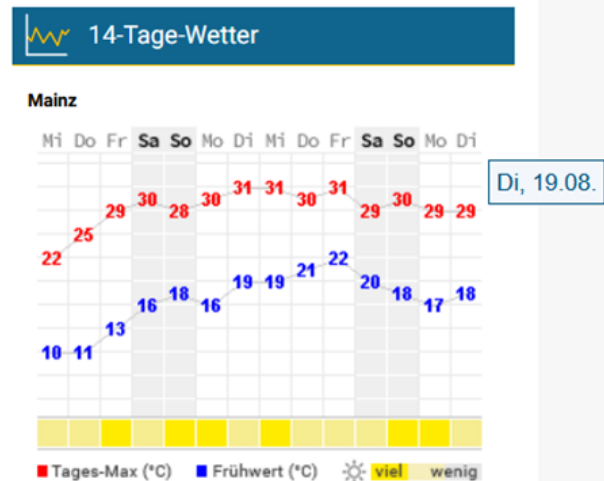 14-Tage-Wetter
Mainz
Mi Do Fr Sa So Mo Di Mi Do Fr Sa So Mo Di
Di, 19.08.
22 25 29 30 28 30 31 31 30 31 29 30 29 29
10 11 13 16 18 16 19 19 21 22 20 18 17 18
Tages-Max (°C) Frühwert (°C) viel wenig